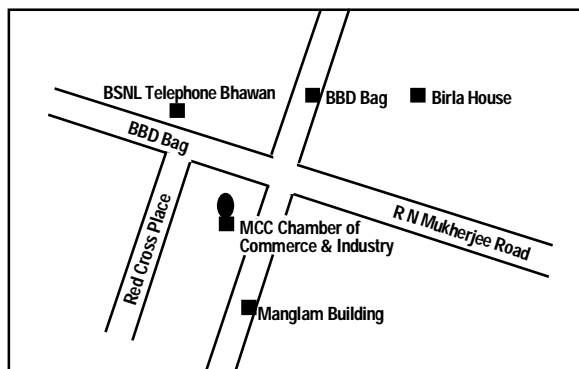 BSNL Telephone Bhawan
BBD Bag
Birla House
BBD Bag
R N Mukherjee Road
Red Cross Place
MCC Chamber of
Commerce & Industry
Manglam Building